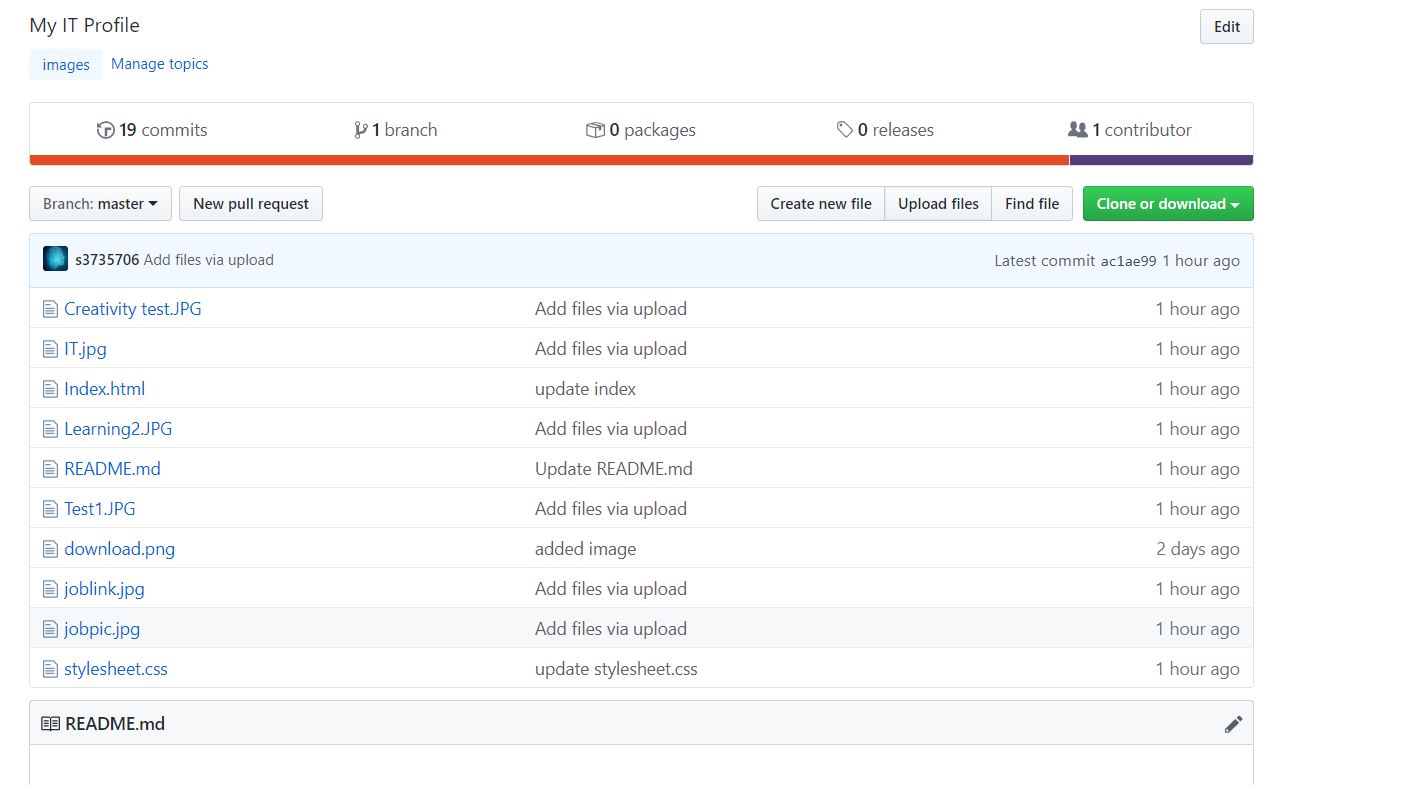 My IT Profile Edit
images Manage topics
19 commits 1 branch 0 packages 0 releases 1 contributor
Branch: master New pull request Create new file Upload files Find file Clone or download
s3735706 Add files via upload Latest commit ac1ae99 1 hour ago
Creativity test.JPG Add files via upload 1 hour ago
IT.jpg Add files via upload 1 hour ago
Index.html update index 1 hour ago
Learning2.JPG Add files via upload 1 hour ago
README.md Update README.md 1 hour ago
Test1.JPG Add files via upload 1 hour ago
download.png added image 2 days ago
joblink.jpg Add files via upload 1 hour ago
jobpic.jpg Add files via upload 1 hour ago
stylesheet.css update stylesheet.css 1 hour ago
README.md